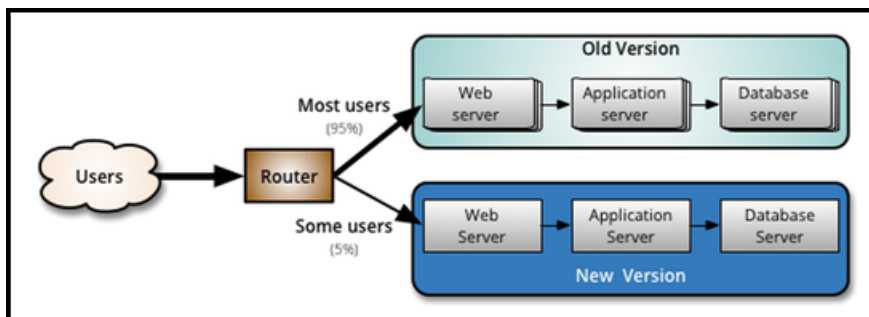 Old Version
Web
server
Application
server
Database
server
Most users
(95%)
Users
Router
Some users
(5%)
Web
Server
Application
Server
Database
Server
New Version